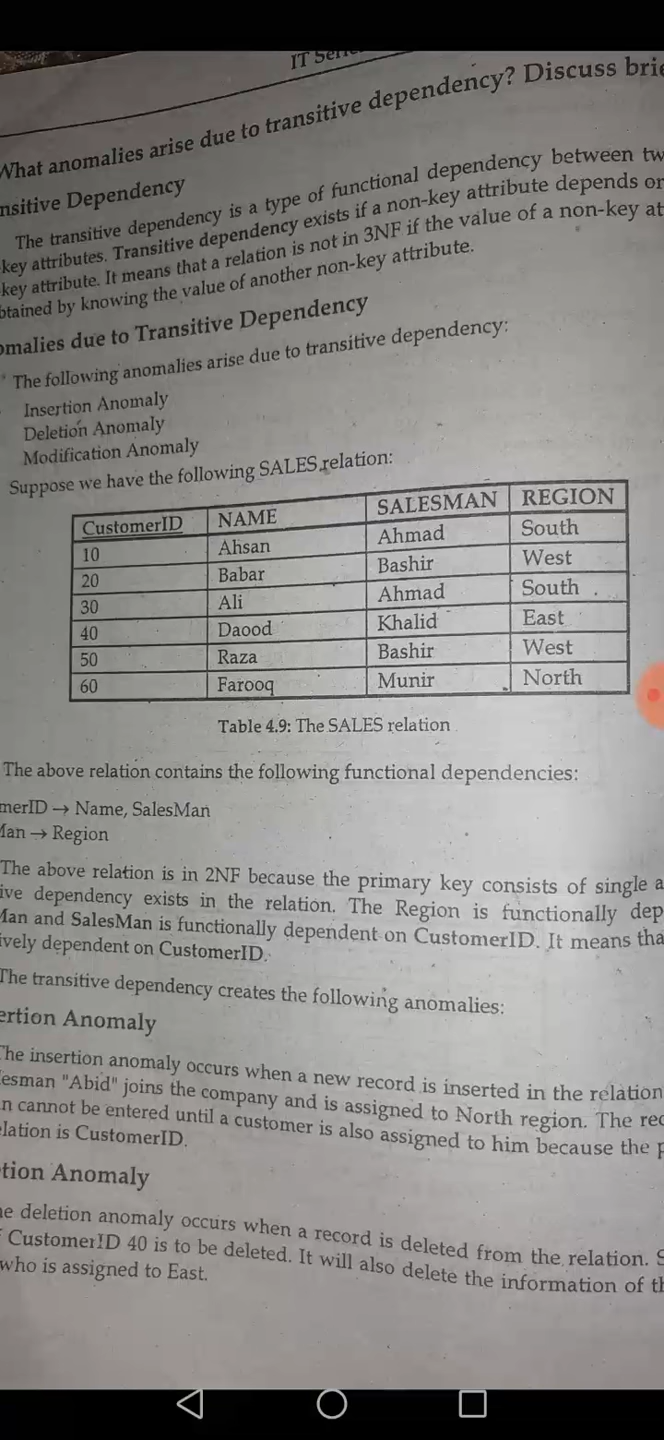 IT Serie
What anomalies arise due to transitive dependency? Discuss brie
nsitive Dependency
The transitive dependency is a type of functional dependency between tw
key attributes. Transitive dependency exists if a non-key attribute depends or
key attribute. It means that a relation is not in 3NF if the value of a non-key at
btained by knowing the value of another non-key attribute.
omalies due to Transitive Dependency
The following anomalies arise due to transitive dependency:
Insertion Anomaly
Deletion Anomaly
Modification Anomaly
Suppose we have the following SALES relation:
CustomerID NAME SALESMAN REGION
10 Ahsan Ahmad South
20 Babar Bashir West
30 Ali Ahmad South
40 Daood Khalid East
50 Raza Bashir West
60 Farooq Munir North
Table 4.9: The SALES relation
The above relation contains the following functional dependencies:
merID → Name, SalesMan
Man → Region
The above relation is in 2NF because the primary key consists of single a
ive dependency exists in the relation. The Region is functionally dep
Man and SalesMan is functionally dependent on CustomerID. It means tha
ively dependent on CustomerID.
The transitive dependency creates the following anomalies:
ertion Anomaly
The insertion anomaly occurs when a new record is inserted in the relation
esman "Abid" joins the company and is assigned to North region. The rec
n cannot be entered until a customer is also assigned to him because the p
elation is CustomerID.
tion Anomaly
he deletion anomaly occurs when a record is deleted from the relation. S
f CustomerID 40 is to be deleted. It will also delete the information of th
who is assigned to East.